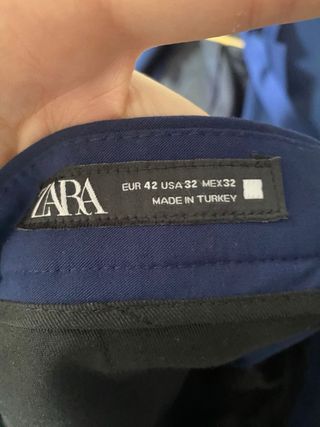 ZARA
EUR 42 USA 32 MEX 32
MADE IN TURKEY